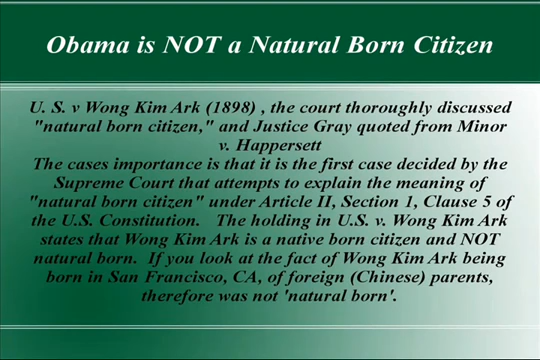 Obama is NOT a Natural Born Citizen
U. S. v Wong Kim Ark (1898) , the court thoroughly discussed
"natural born citizen," and Justice Gray quoted from Minor
v. Happersett
The cases importance is that it is the first case decided by the
Supreme Court that attempts to explain the meaning of
"natural born citizen" under Article II, Section 1, Clause 5 of
the U.S. Constitution. The holding in U.S. v. Wong Kim Ark
states that Wong Kim Ark is a native born citizen and NOT
natural born. If you look at the fact of Wong Kim Ark being
born in San Francisco, CA, of foreign (Chinese) parents,
therefore was not 'natural born'.